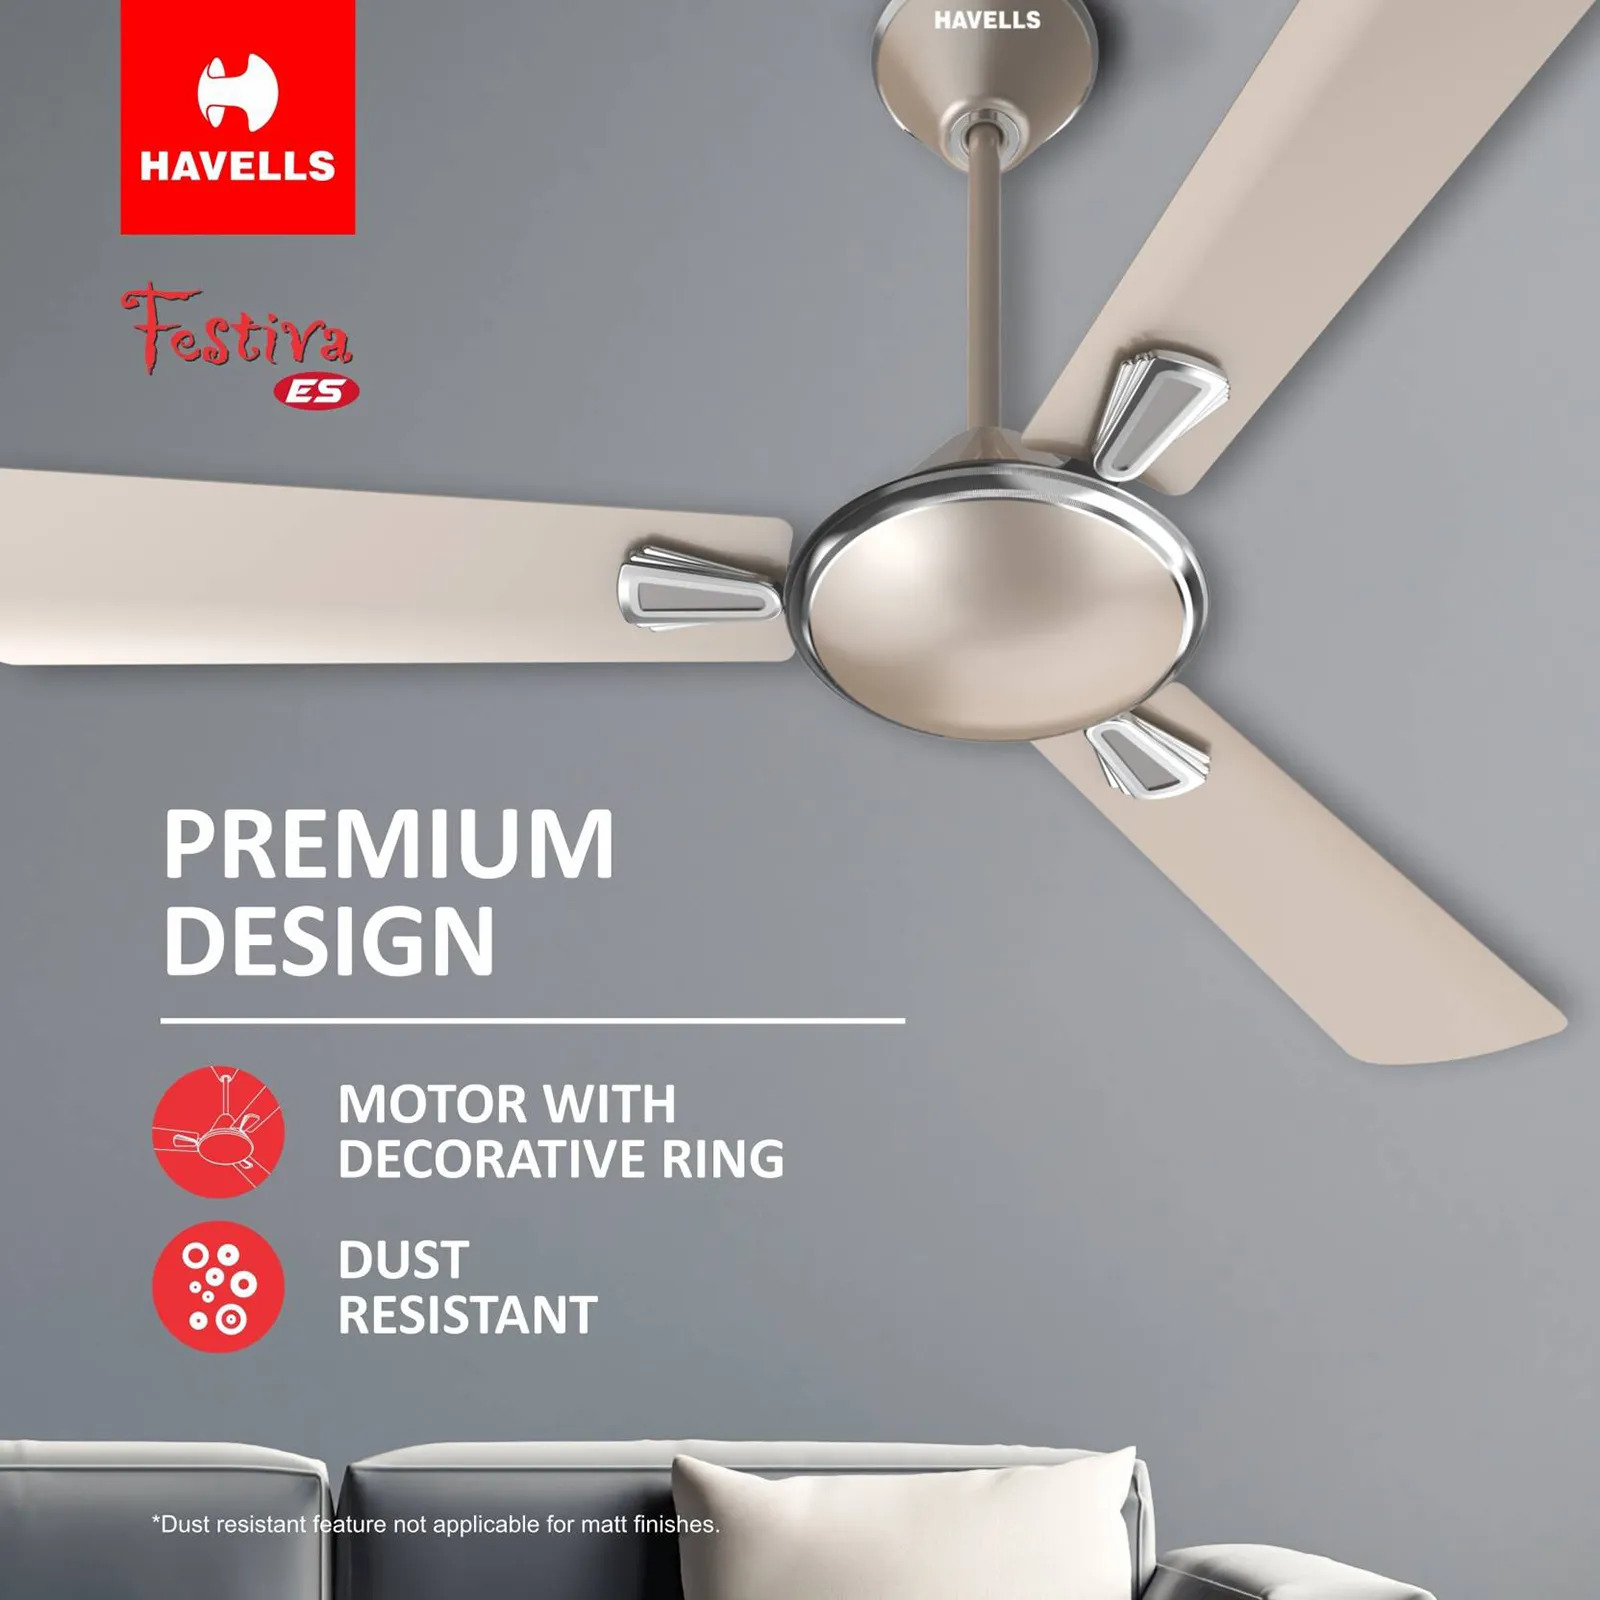 HAVELLS
HAVELLS
Festiva
ES
PREMIUM
DESIGN
MOTOR WITH
DECORATIVE RING
DUST
RESISTANT
*Dust resistant feature not applicable for matt finishes.